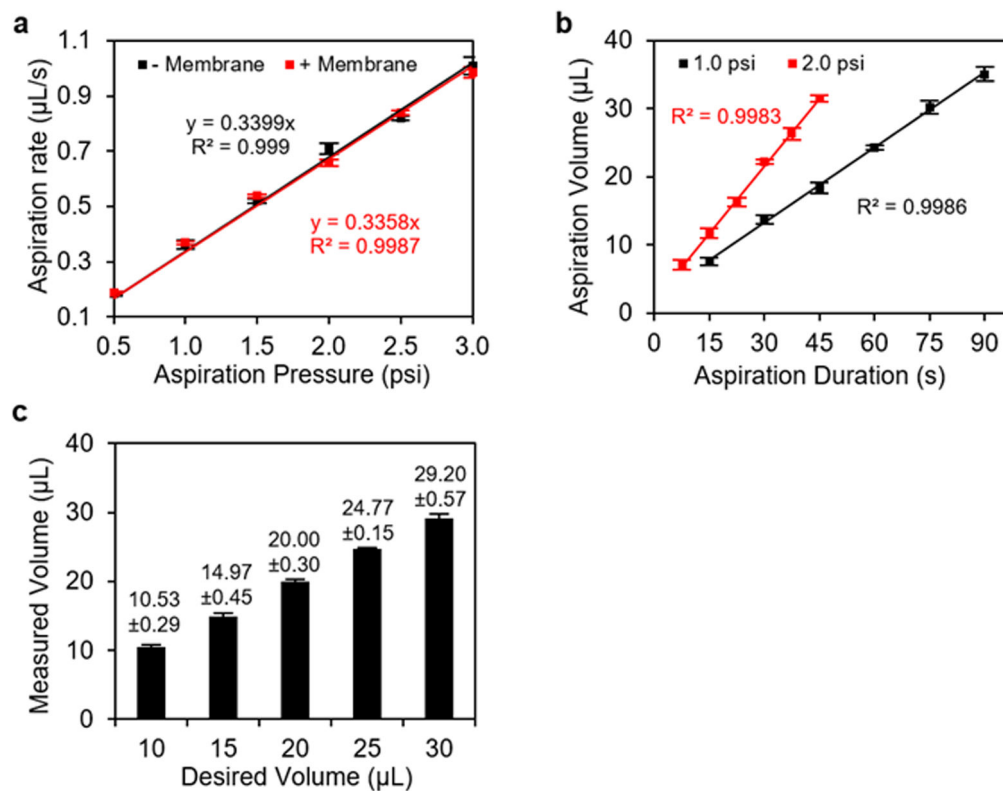 a
1.1
0.9
0.7
0.5
0.3
0.1
Aspiration rate (µL/s)
- Membrane + Membrane
y = 0.3399x
R² = 0.999
y = 0.3358x
R² = 0.9987
0.5 1.0 1.5 2.0 2.5 3.0
Aspiration Pressure (psi)
b
40
30
20
10
0
Aspiration Volume (µL)
1.0 psi 2.0 psi
R² = 0.9983
R² = 0.9986
0 15 30 45 60 75 90
Aspiration Duration (s)
c
40
30
20
10
0
Measured Volume (µL)
10.53
±0.29
14.97
±0.45
20.00
±0.30
24.77
±0.15
29.20
±0.57
10 15 20 25 30
Desired Volume (µL)